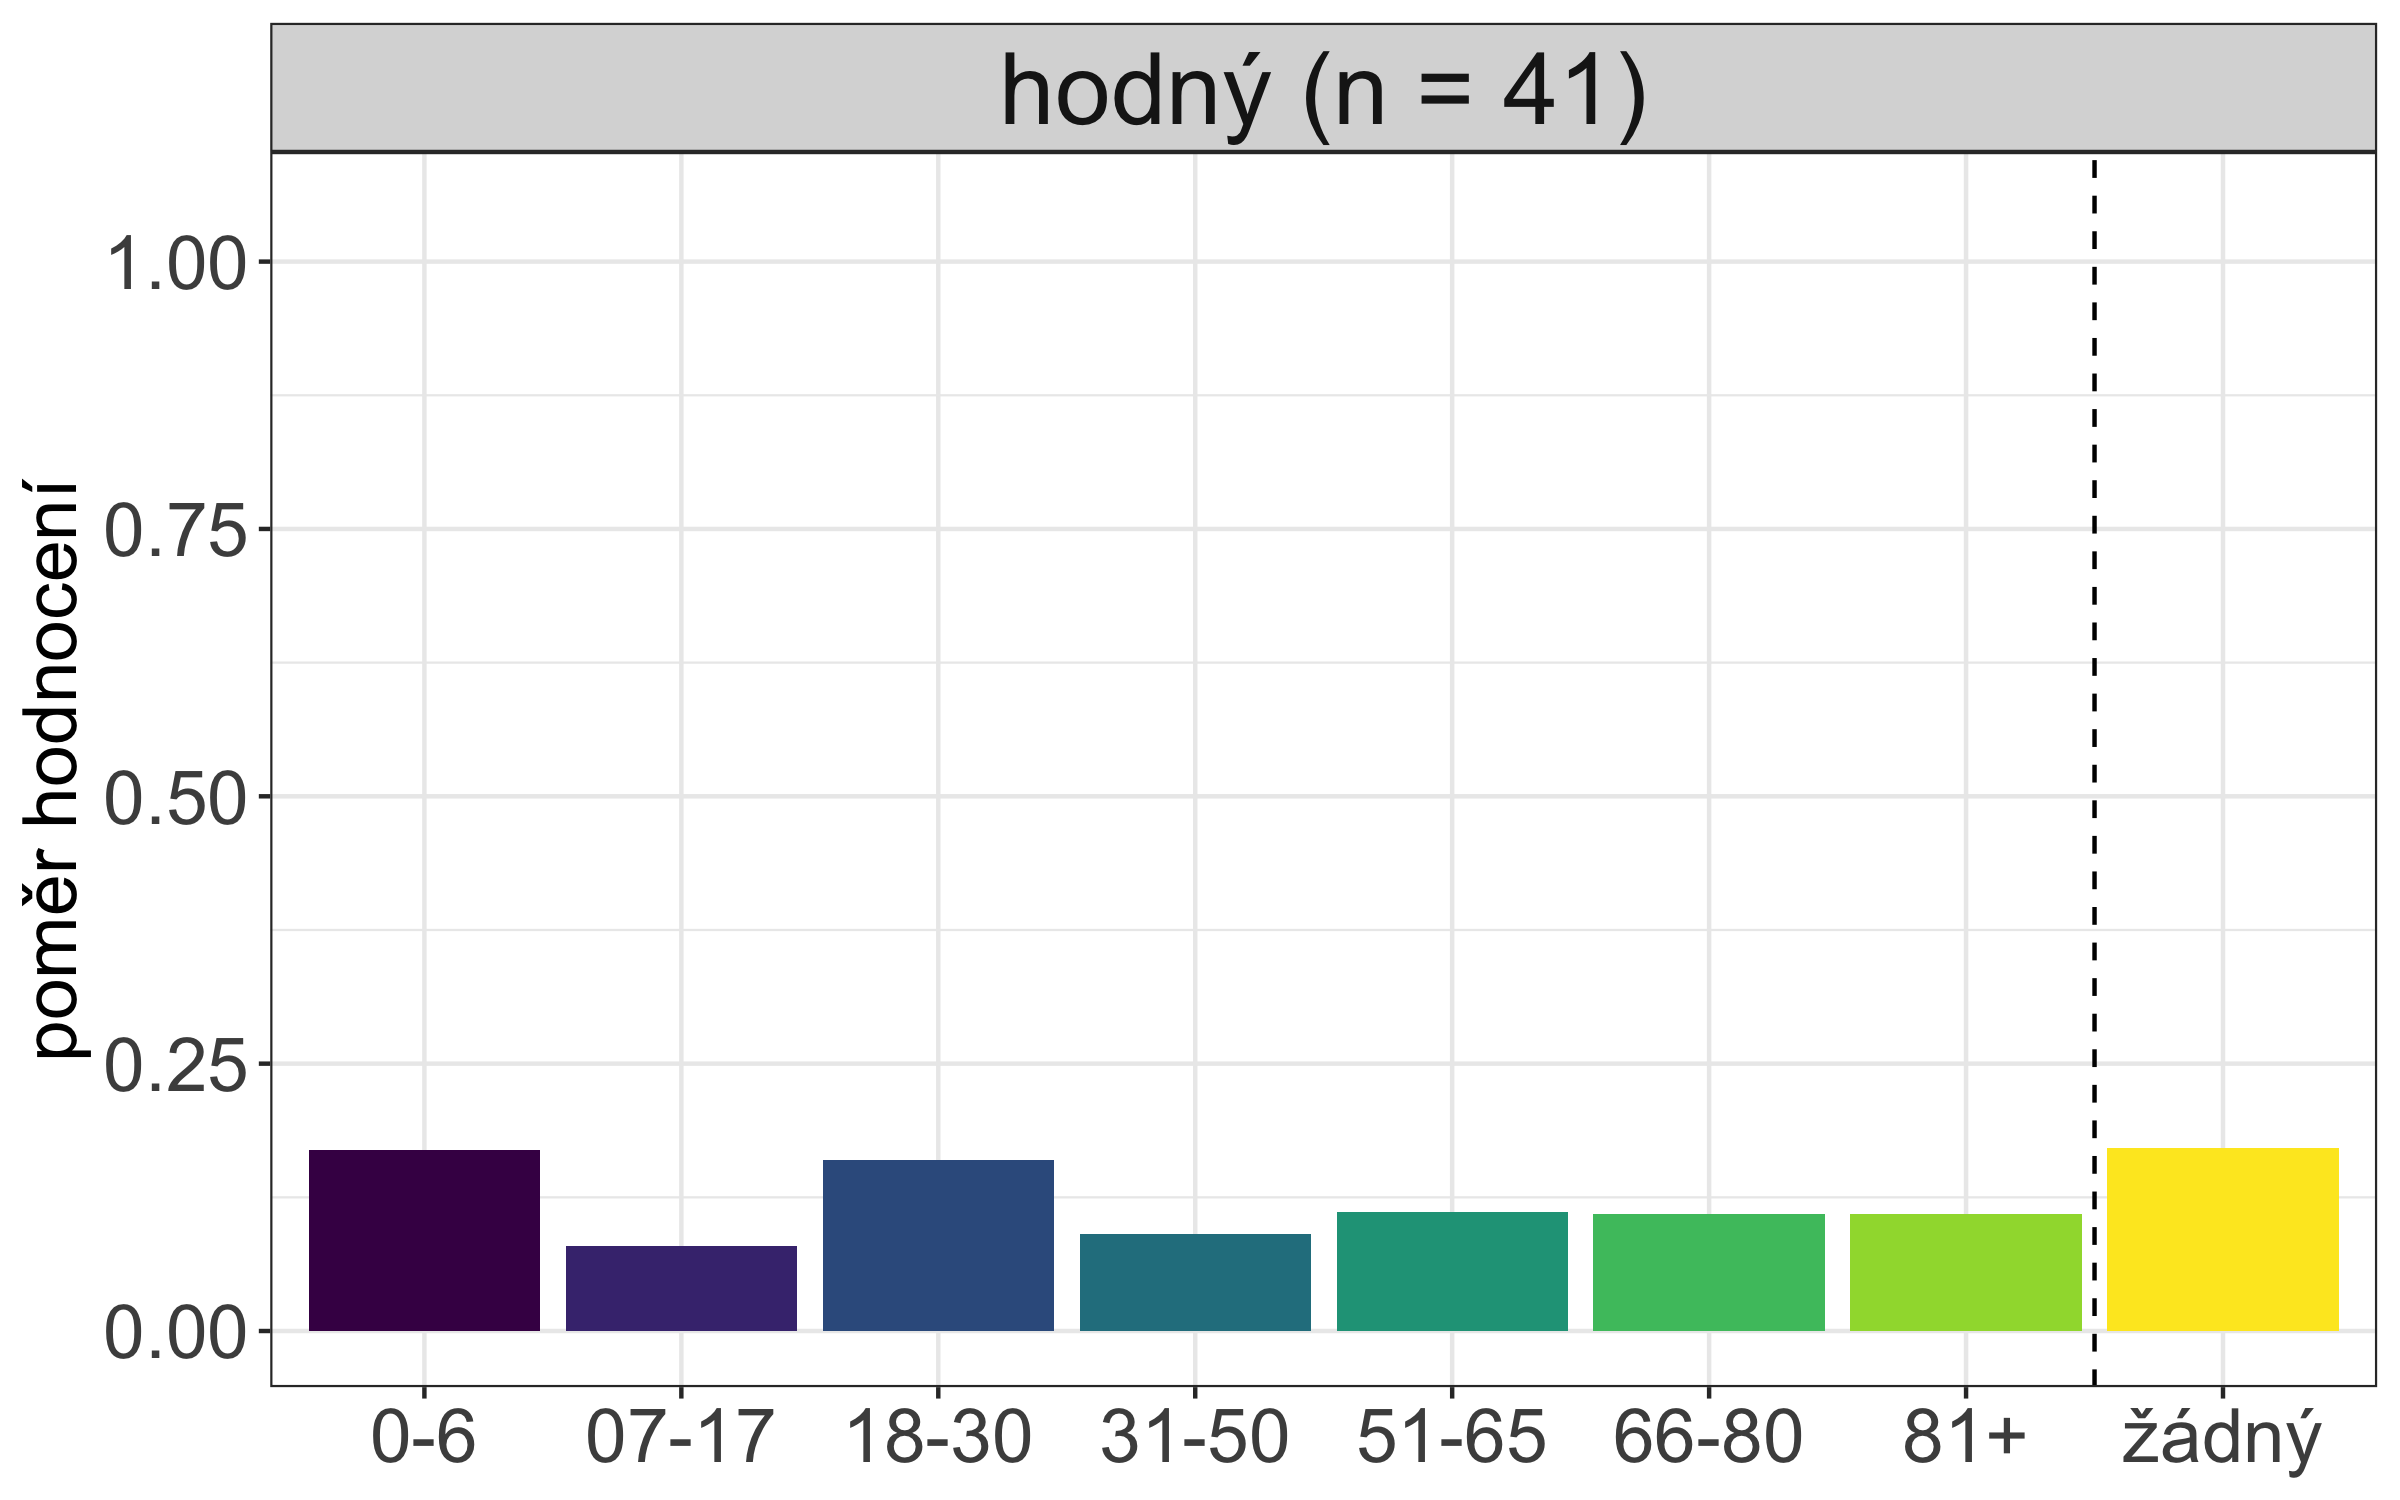 hodný (n = 41)
poměr hodnocení
1.00
0.75
0.50
0.25
0.00
0-6 07-17 18-30 31-50 51-65 66-80 81+ žádný